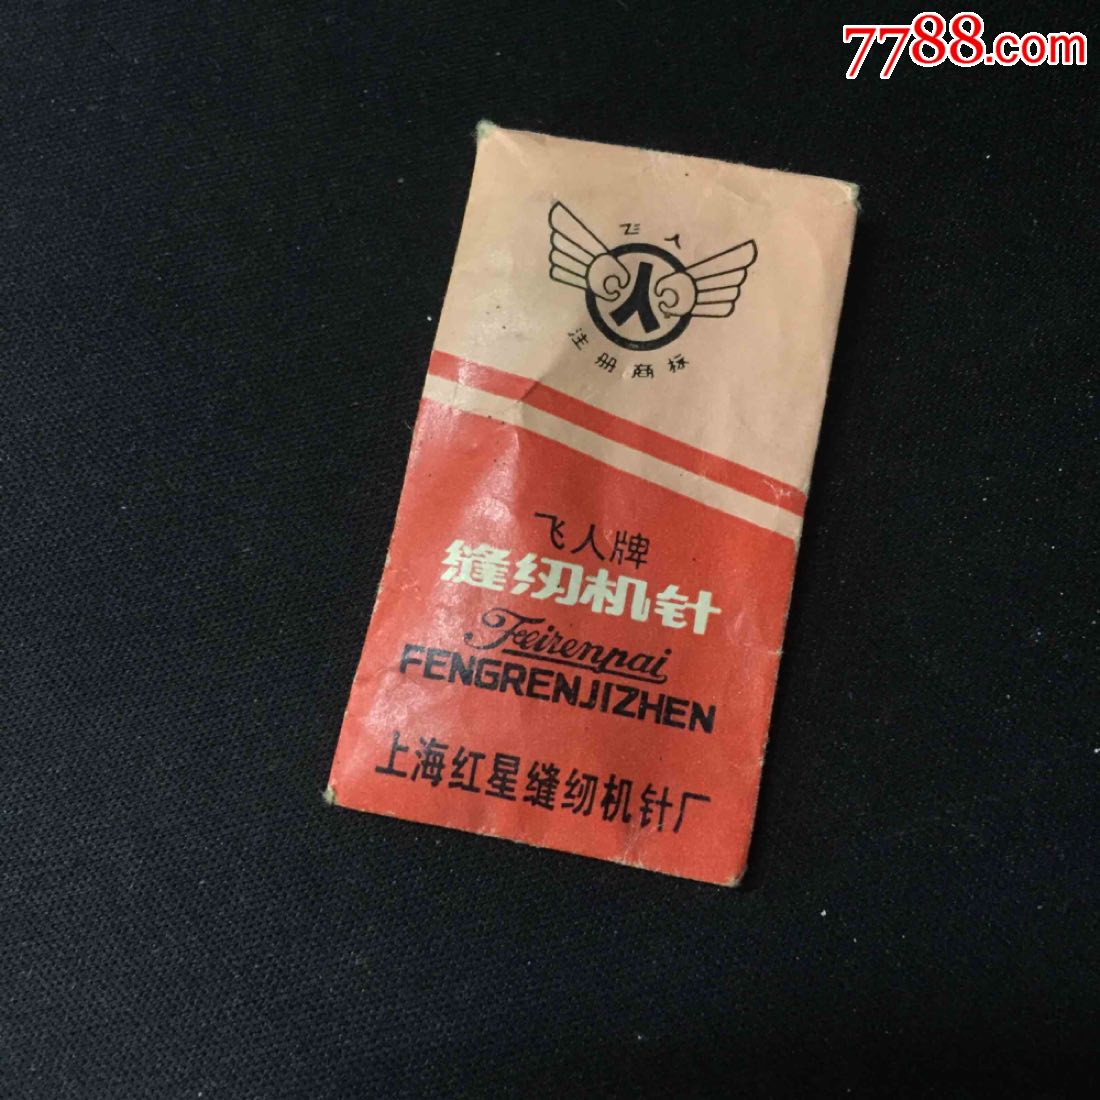 7788.com
飞人
人
注册商标
飞人牌
缝纫机针
Feirenpai
FENGRENJIZHEN
上海红星缝纫机针厂